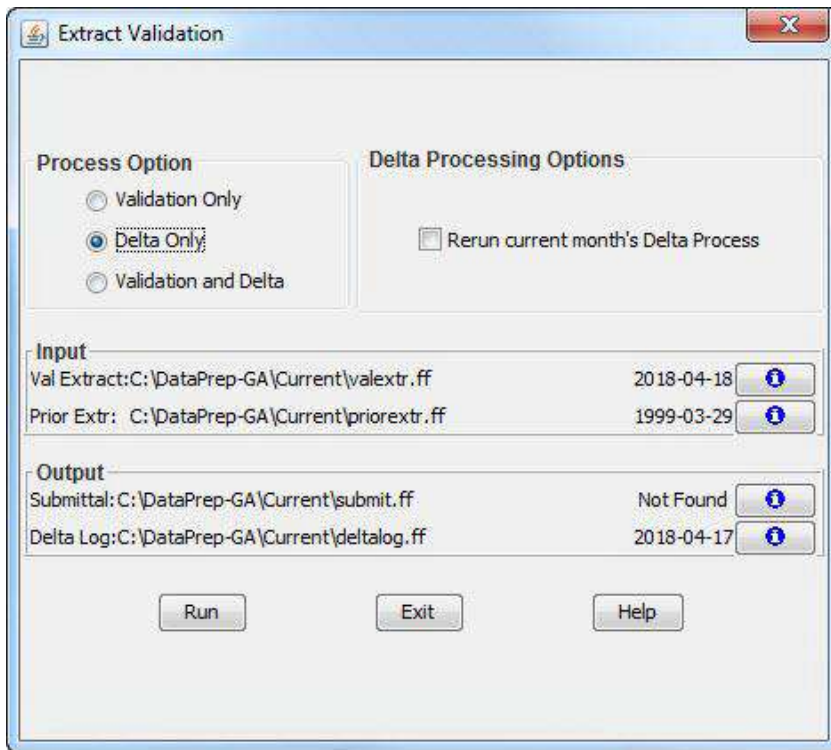 Extract Validation
Process Option
Validation Only
Delta Only
Validation and Delta
Delta Processing Options
Rerun current month's Delta Process
Input
Val Extract:C:\DataPrep-GA\Current\valextr.ff 2018-04-18
Prior Extr: C:\DataPrep-GA\Current\priorextr.ff 1999-03-29
Output
Submittal:C:\DataPrep-GA\Current\submit.ff Not Found
Delta Log:C:\DataPrep-GA\Current\deltalog.ff 2018-04-17
Run Exit Help